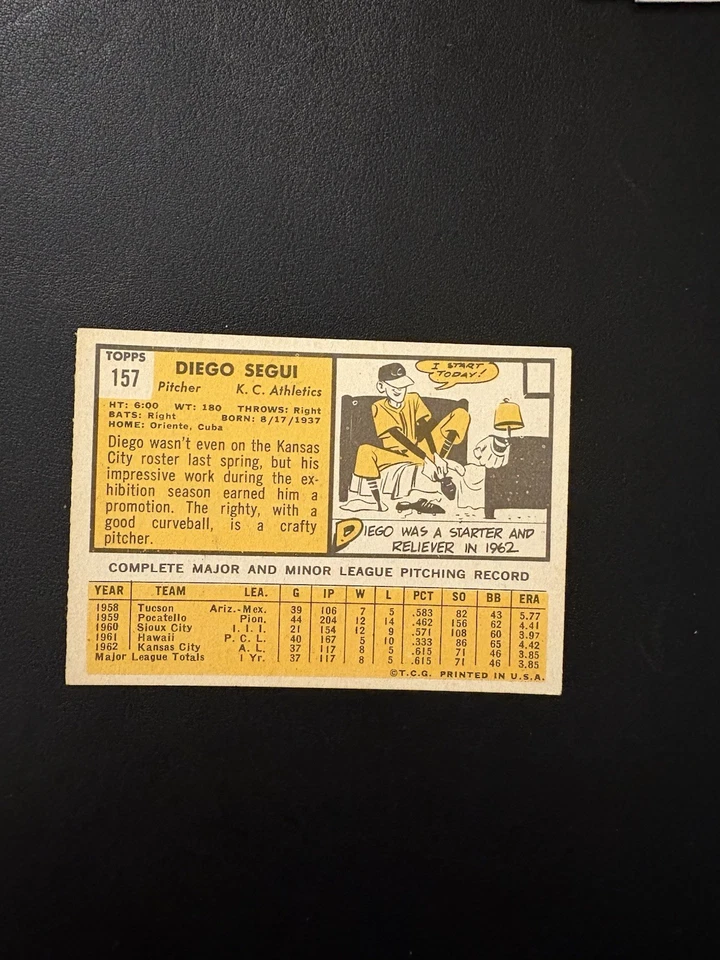 TOPPS
157
DIEGO SEGUI
Pitcher K. C. Athletics
HT: 6:00 WT: 180 THROWS: Right
BATS: Right BORN: 8/17/1937
HOME: Oriente, Cuba
Diego wasn't even on the Kansas
City roster last spring, but his
impressive work during the ex-
hibition season earned him a
promotion. The righty, with a
good curveball, is a crafty
pitcher.
I START
TODAY!
C
DIEGO WAS A STARTER AND
RELIEVER IN 1962
COMPLETE MAJOR AND MINOR LEAGUE PITCHING RECORD
YEAR TEAM LEA. G IP W L PCT SO BB ERA
1958 Tucson Ariz.-Mex. 39 106 7 5 .583 82 43 5.77
1959 Pocatello Pion. 44 204 12 14 .462 156 62 4.41
1960 Sioux City I. I. I. 21 154 12 9 .571 108 60 3.97
1961 Hawaii P. C. L. 40 167 5 10 .333 86 65 4.42
1962 Kansas City A. L. 37 117 8 5 .615 71 46 3.85
Major League Totals 1 Yr. 37 117 8 5 .615 71 46 3.85
©T.C.G. PRINTED IN U.S.A.